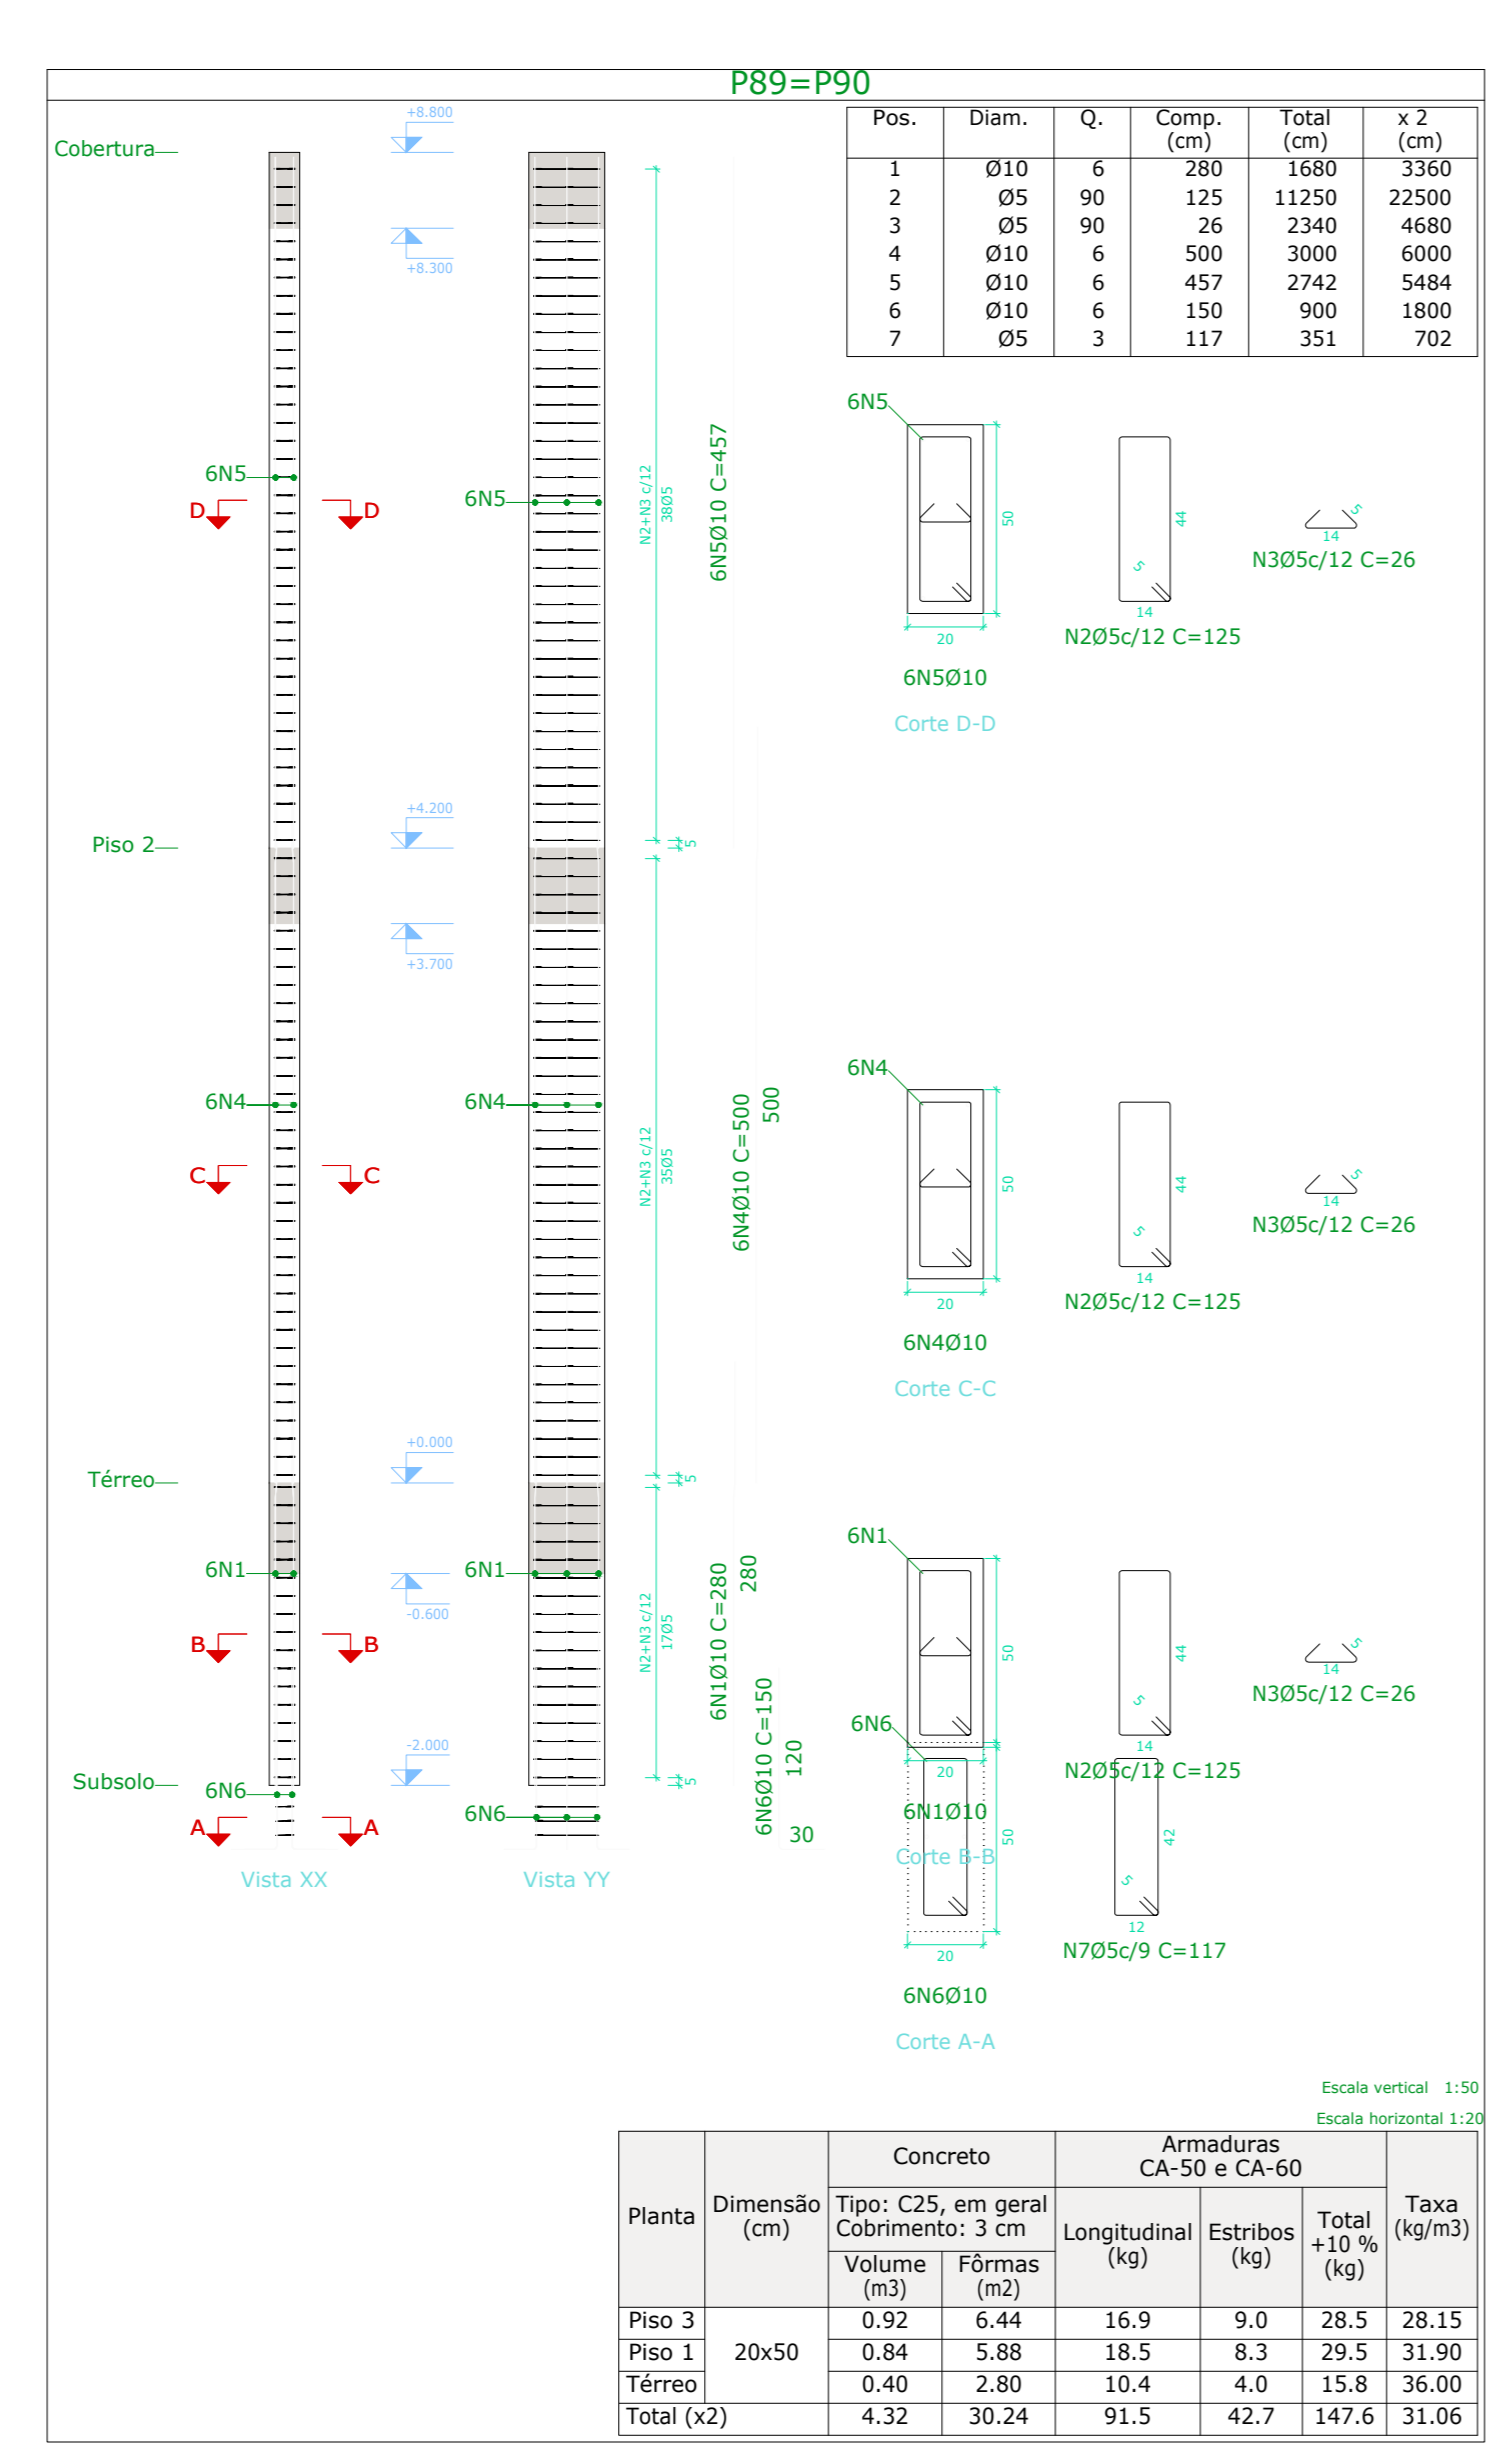 P89=P90
Pos. Diam. Q. Comp. (cm) Total (cm) x 2 (cm)
1 Ø10 6 280 1680 3360
2 Ø5 90 125 11250 22500
3 Ø5 90 26 2340 4680
4 Ø10 6 500 3000 6000
5 Ø10 6 457 2742 5484
6 Ø10 6 150 900 1800
7 Ø5 3 117 351 702
Cobertura
+8.800
+8.300
6N5
6N5
D
D
N2+N3 c/12
38Ø5
6N5Ø10 C=457
6N5
50
20
6N5Ø10
Corte D-D
44
5
14
N2Ø5c/12 C=125
5
14
N3Ø5c/12 C=26
Piso 2
+4.200
5
+3.700
6N4
6N4
C
C
N2+N3 c/12
35Ø5
6N4Ø10 C=500
500
6N4
50
20
6N4Ø10
Corte C-C
44
5
14
N2Ø5c/12 C=125
5
14
N3Ø5c/12 C=26
Térreo
+0.000
5
6N1
6N1
-0.600
B
B
N2+N3 c/12
17Ø5
6N1Ø10 C=280
280
6N1
50
20
6N1Ø10
Corte B-B
44
5
14
N2Ø5c/12 C=125
5
14
N3Ø5c/12 C=26
Subsolo
-2.000
5
6N6
6N6
A
A
6N6Ø10 C=150
120
30
6N6
50
20
6N6Ø10
Corte A-A
42
5
12
N7Ø5c/9 C=117
Vista XX
Vista YY
Escala vertical 1:50
Escala horizontal 1:20
Planta
Dimensão
(cm)
Concreto
Tipo: C25, em geral
Cobrimento: 3 cm
Volume
(m3)
Fôrmas
(m2)
Armaduras
CA-50 e CA-60
Longitudinal
(kg)
Estribos
(kg)
Total
+10 %
(kg)
Taxa
(kg/m3)
Piso 3 0.92 6.44 16.9 9.0 28.5 28.15
Piso 1 20x50 0.84 5.88 18.5 8.3 29.5 31.90
Térreo 0.40 2.80 10.4 4.0 15.8 36.00
Total (x2) 4.32 30.24 91.5 42.7 147.6 31.06